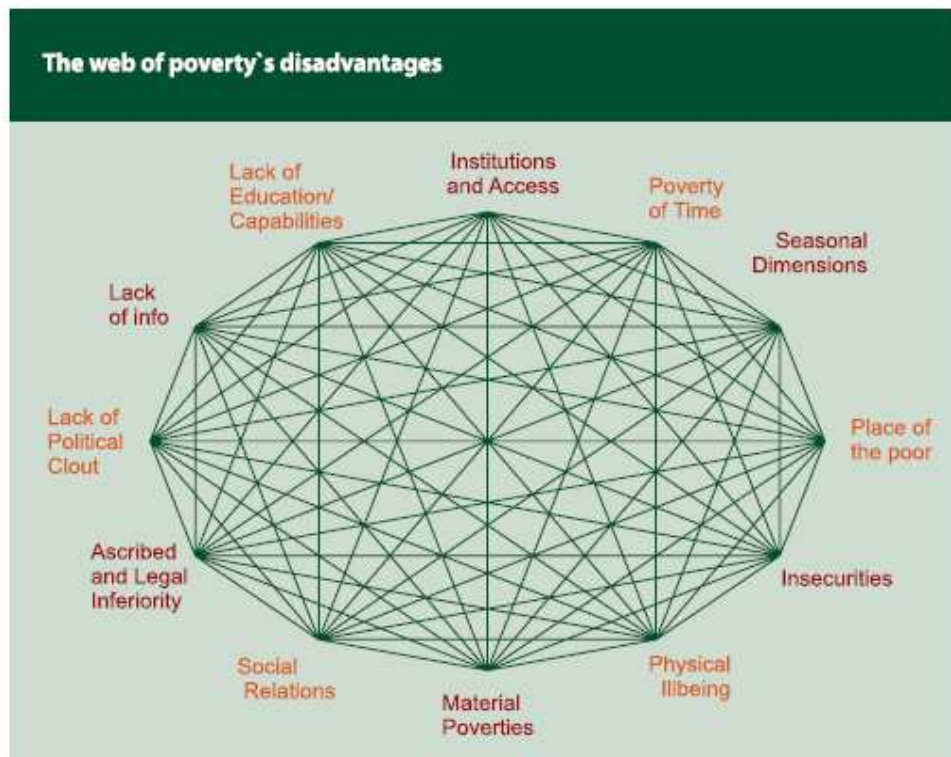 The web of poverty`s disadvantages
Institutions
and Access
Lack of
Education/
Capabilities
Poverty
of Time
Seasonal
Dimensions
Lack
of info
Lack of
Political
Clout
Place of
the poor
Ascribed
and Legal
Inferiority
Insecurities
Social
Relations
Physical
Illbeing
Material
Poverties